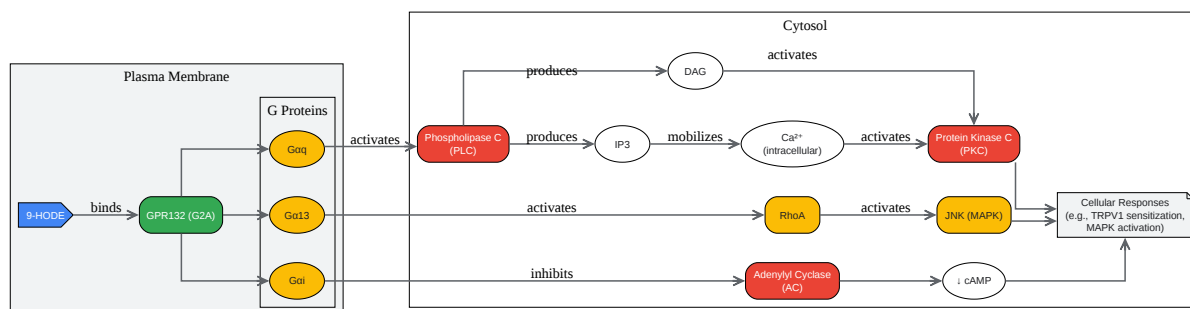 Cytosol
Plasma Membrane
G Proteins
produces
DAG
activates
Gαq
activates
Phospholipase C
(PLC)
produces
IP3
mobilizes
Ca²⁺
(intracellular)
activates
Protein Kinase C
(PKC)
9-HODE
binds
GPR132 (G2A)
Gα13
activates
RhoA
activates
JNK (MAPK)
Cellular Responses
(e.g., TRPV1 sensitization,
MAPK activation)
Gαi
inhibits
Adenylyl Cyclase
(AC)
↓ cAMP